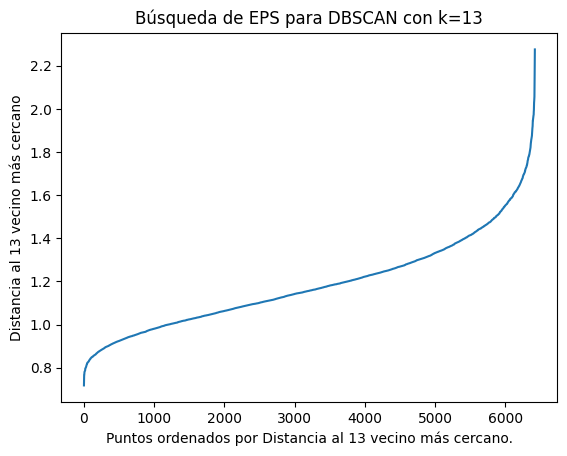 Búsqueda de EPS para DBSCAN con k=13
Distancia al 13 vecino más cercano
2.2
2.0
1.8
1.6
1.4
1.2
1.0
0.8
0 1000 2000 3000 4000 5000 6000
Puntos ordenados por Distancia al 13 vecino más cercano.